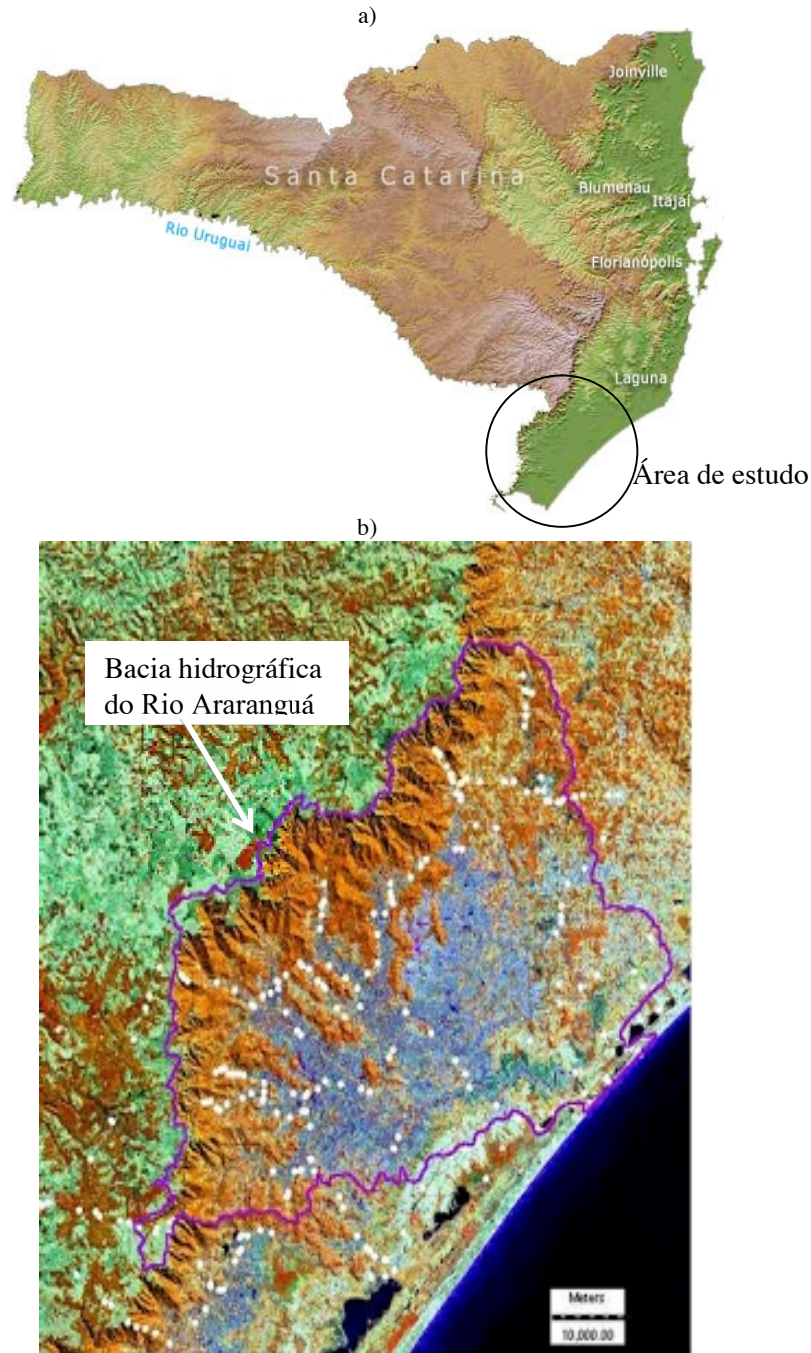 a)
Joinville
Santa Catarina
Blumenau
Itajaí
Rio Uruguai
Florianópolis
Laguna
Área de estudo
b)
Bacia hidrográfica
do Rio Araranguá
Meters
10,000.00